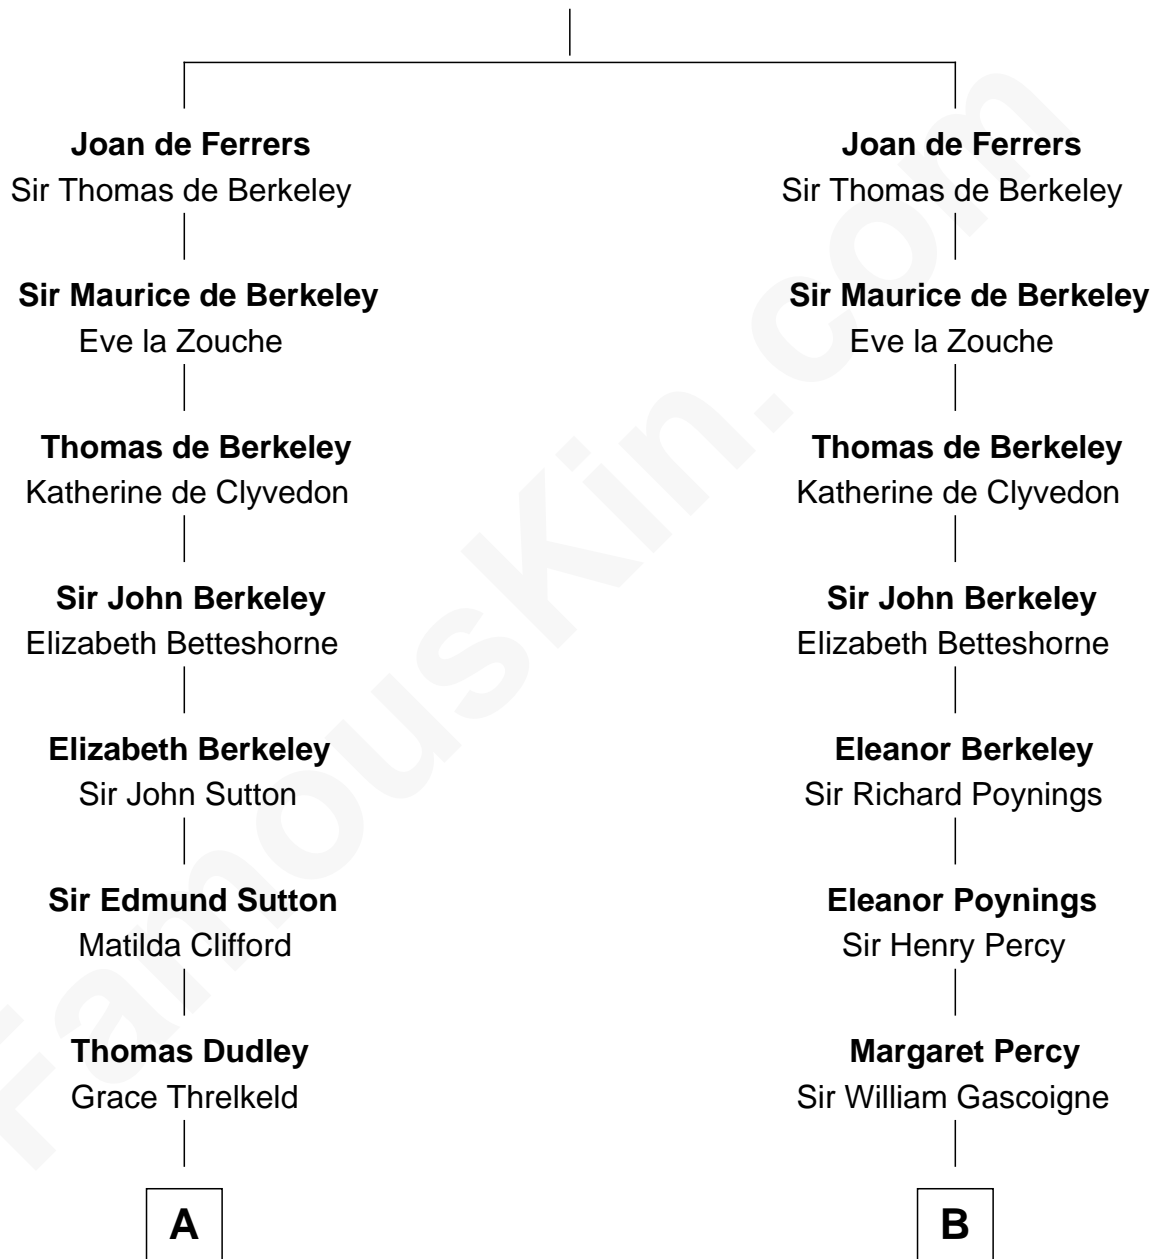 Joan de Ferrers
Sir Thomas de Berkeley
Sir Maurice de Berkeley
Eve la Zouche
Thomas de Berkeley
Katherine de Clyvedon
Sir John Berkeley
Elizabeth Betteshorne
Elizabeth Berkeley
Sir John Sutton
Sir Edmund Sutton
Matilda Clifford
Thomas Dudley
Grace Threlkeld
A
Joan de Ferrers
Sir Thomas de Berkeley
Sir Maurice de Berkeley
Eve la Zouche
Thomas de Berkeley
Katherine de Clyvedon
Sir John Berkeley
Elizabeth Betteshorne
Eleanor Berkeley
Sir Richard Poynings
Eleanor Poynings
Sir Henry Percy
Margaret Percy
Sir William Gascoigne
B
FamousKin.com